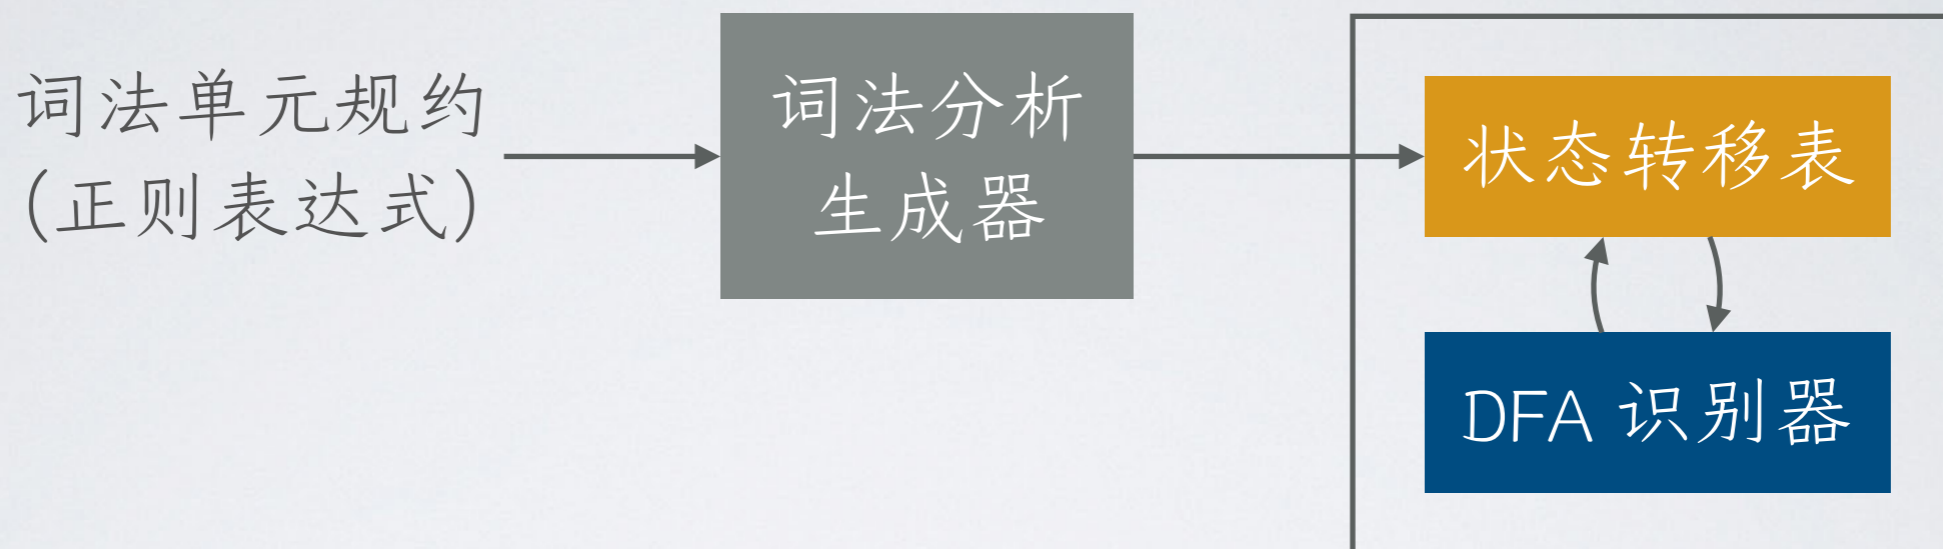 词法单元规约
(正则表达式)
词法分析
生成器
状态转移表
DFA 识别器